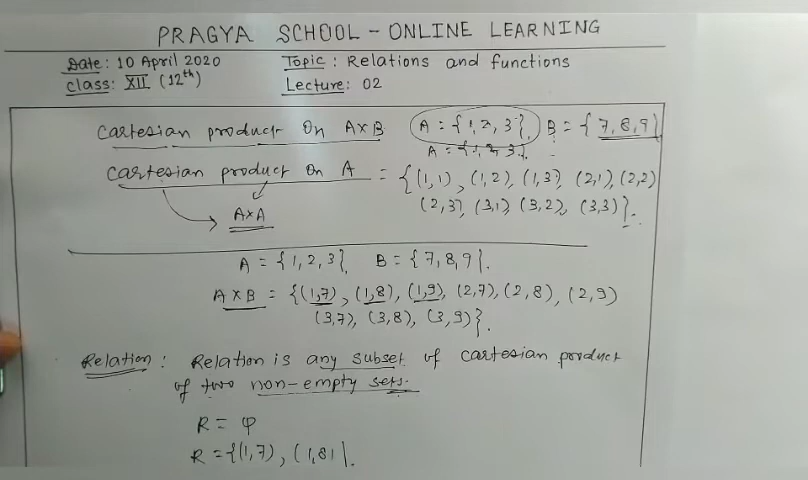 PRAGYA SCHOOL - ONLINE LEARNING
Date: 10 April 2020 Topic: Relations and functions
Class: XII (12th) Lecture: 02
Cartesian product On A×B. A = {1, 2, 3}. B = {7, 8, 9}
A = {1, 2, 3}.
Cartesian product on A = {(1,1), (1,2), (1,3), (2,1), (2,2)
(2,3), (3,1), (3,2), (3,3)}.
A×A
A = {1, 2, 3}. B = {7, 8, 9}.
A × B = {(1,7), (1,8), (1,9), (2,7), (2,8), (2,9)
(3,7), (3,8), (3,9)}.
Relation: Relation is any subset of cartesian product
of two non-empty sets.
R = φ
R = {(1,7), (1,8)}.